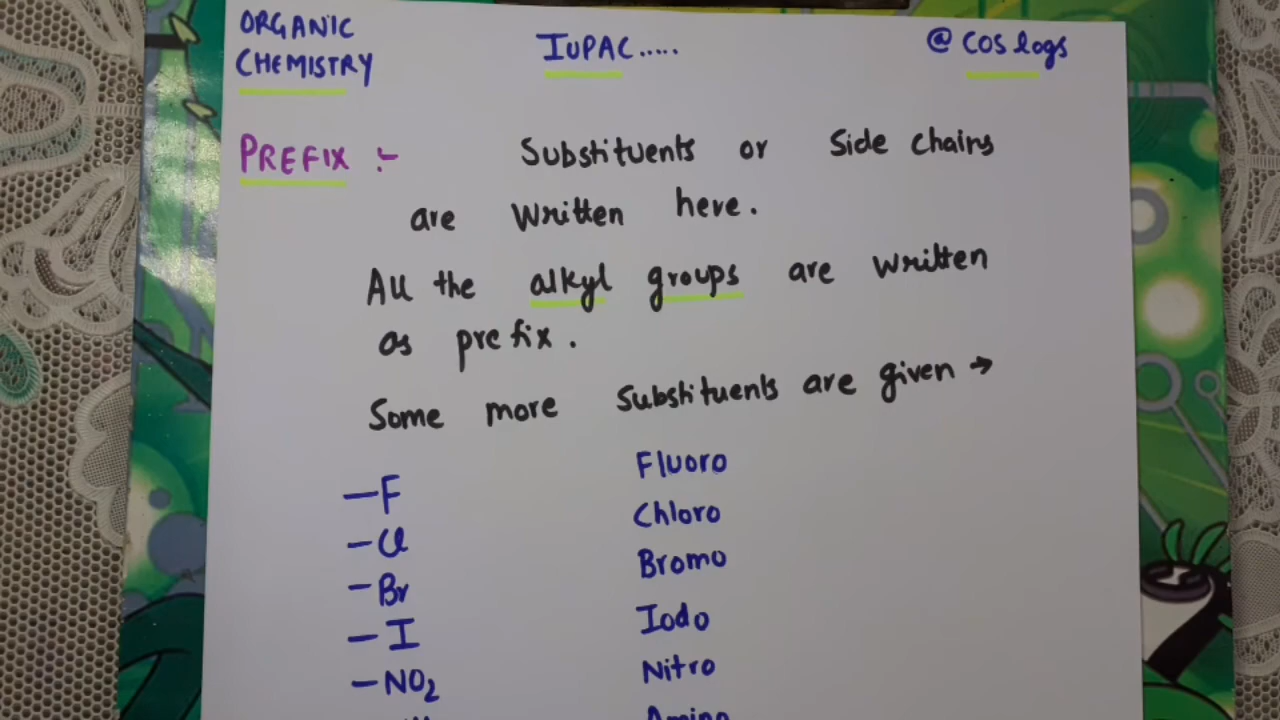 ORGANIC CHEMISTRY
IUPAC.....
@ cos logs
PREFIX :- Substituents or Side chains
are written here.
All the alkyl groups are written
as prefix.
Some more substituents are given →
—F Fluoro
—Cl Chloro
—Br Bromo
—I Iodo
—NO2 Nitro
Amino